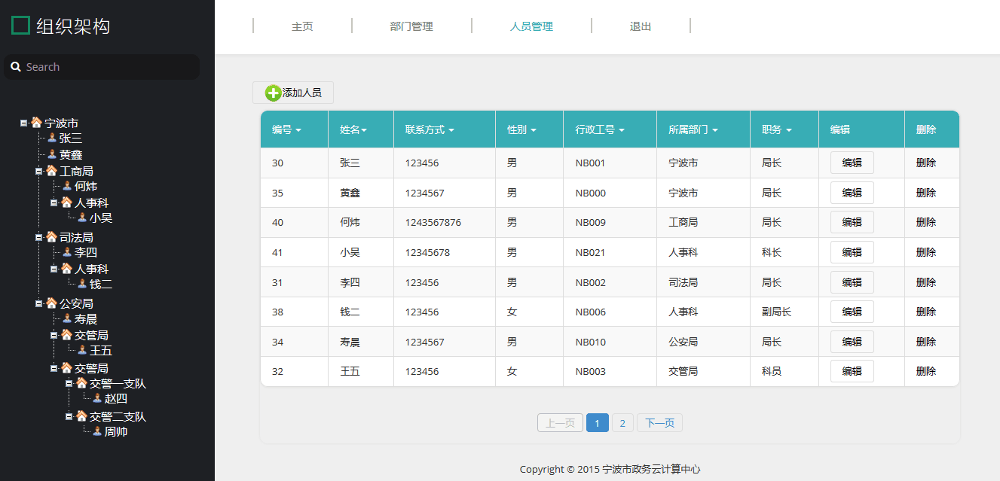 组织架构
Search
宁波市
张三
黄鑫
工商局
何炜
人事科
小吴
司法局
李四
人事科
钱二
公安局
寿晨
交管局
王五
交警局
交警一支队
赵四
交警二支队
周帅
主页 部门管理 人员管理 退出
添加人员
编号 姓名 联系方式 性别 行政工号 所属部门 职务 编辑 删除
30 张三 123456 男 NB001 宁波市 局长 编辑 删除
35 黄鑫 1234567 男 NB000 宁波市 局长 编辑 删除
40 何炜 1243567876 男 NB009 工商局 局长 编辑 删除
41 小吴 12345678 男 NB021 人事科 科长 编辑 删除
31 李四 123456 男 NB002 司法局 局长 编辑 删除
38 钱二 123456 女 NB006 人事科 副局长 编辑 删除
34 寿晨 1234567 男 NB010 公安局 局长 编辑 删除
32 王五 123456 女 NB003 交管局 科员 编辑 删除
上一页 1 2 下一页
Copyright © 2015 宁波市政务云计算中心